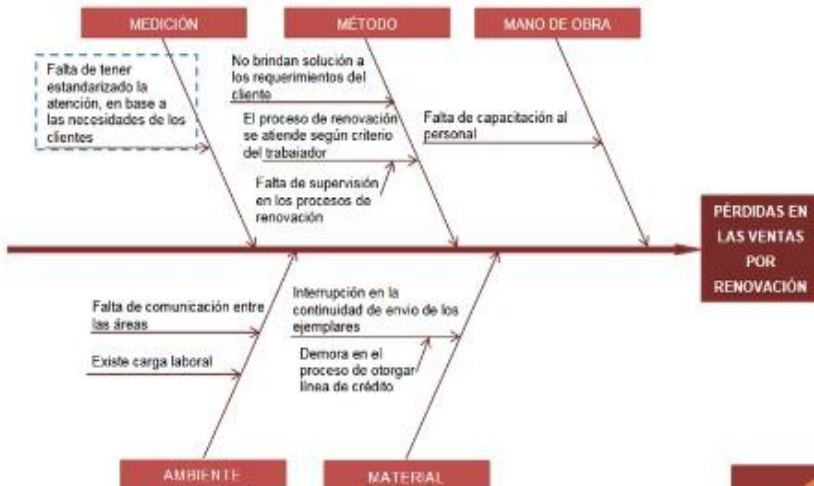 MEDICIÓN
MÉTODO
MANO DE OBRA
Falta de tener
estandarizado la
atención, en base a
las necesidades de los
clientes
No brindan solución a
los requerimientos del
cliente
El proceso de renovación
se atiende según criterio
del trabajador
Falta de supervisión
en los procesos de
renovación
Falta de capacitación al
personal
PÉRDIDAS EN
LAS VENTAS
POR
RENOVACIÓN
Falta de comunicación entre
las áreas
Existe carga laboral
Interrupción en la
continuidad de envio de los
ejemplares
Demora en el
proceso de otorgar
línea de crédito
AMBIENTE
MATERIAL